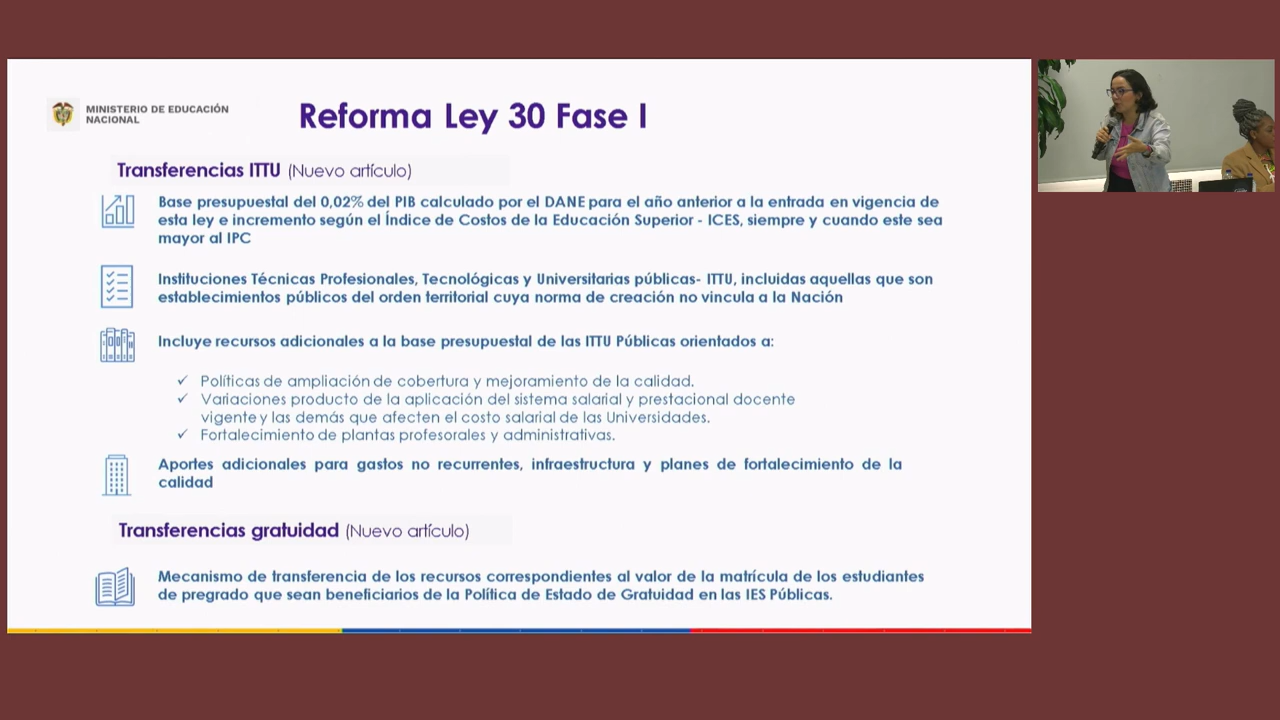 MINISTERIO DE EDUCACIÓN
NACIONAL
Reforma Ley 30 Fase I
Transferencias ITTU (Nuevo artículo)
Base presupuestal del 0,02% del PIB calculado por el DANE para el año anterior a la entrada en vigencia de
esta ley e incremento según el Índice de Costos de la Educación Superior - ICES, siempre y cuando este sea
mayor al IPC
Instituciones Técnicas Profesionales, Tecnológicas y Universitarias públicas- ITTU, incluidas aquellas que son
establecimientos públicos del orden territorial cuya norma de creación no vincula a la Nación
Incluye recursos adicionales a la base presupuestal de las ITTU Públicas orientados a:
✓ Políticas de ampliación de cobertura y mejoramiento de la calidad.
✓ Variaciones producto de la aplicación del sistema salarial y prestacional docente
vigente y las demás que afecten el costo salarial de las Universidades.
✓ Fortalecimiento de plantas profesorales y administrativas.
Aportes adicionales para gastos no recurrentes, infraestructura y planes de fortalecimiento de la
calidad
Transferencias gratuidad (Nuevo artículo)
Mecanismo de transferencia de los recursos correspondientes al valor de la matrícula de los estudiantes
de pregrado que sean beneficiarios de la Política de Estado de Gratuidad en las IES Públicas.